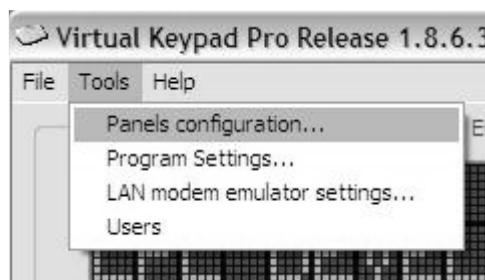 Virtual Keypad Pro Release 1.8.6.3
File Tools Help
Panels configuration...
Program Settings...
LAN modem emulator settings...
Users